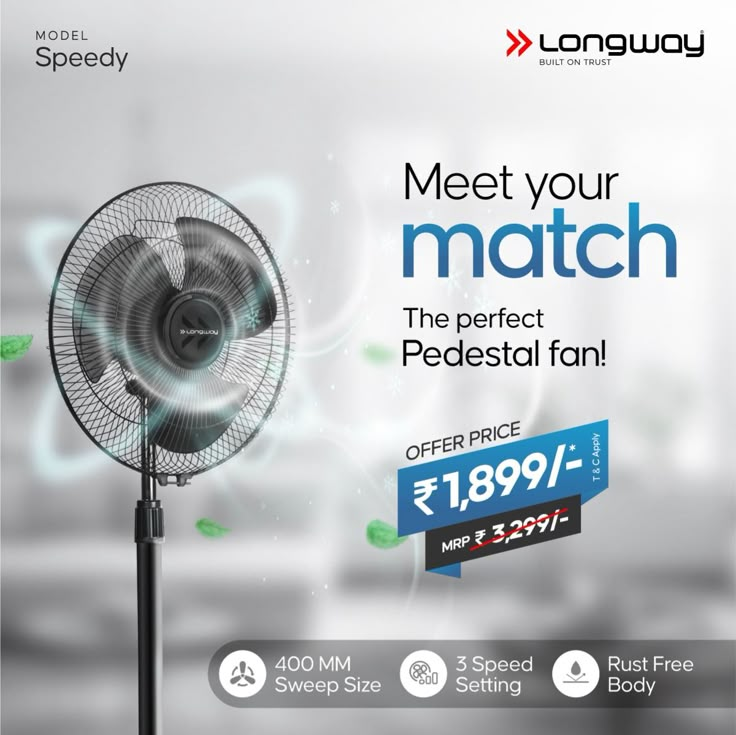 MODEL
Speedy
Longway
BUILT ON TRUST
Meet your
match
The perfect
Pedestal fan!
Longway
OFFER PRICE
₹1,899/-*
T & C Apply
MRP ₹ 3,299/-
400 MM
Sweep Size
3 Speed
Setting
Rust Free
Body